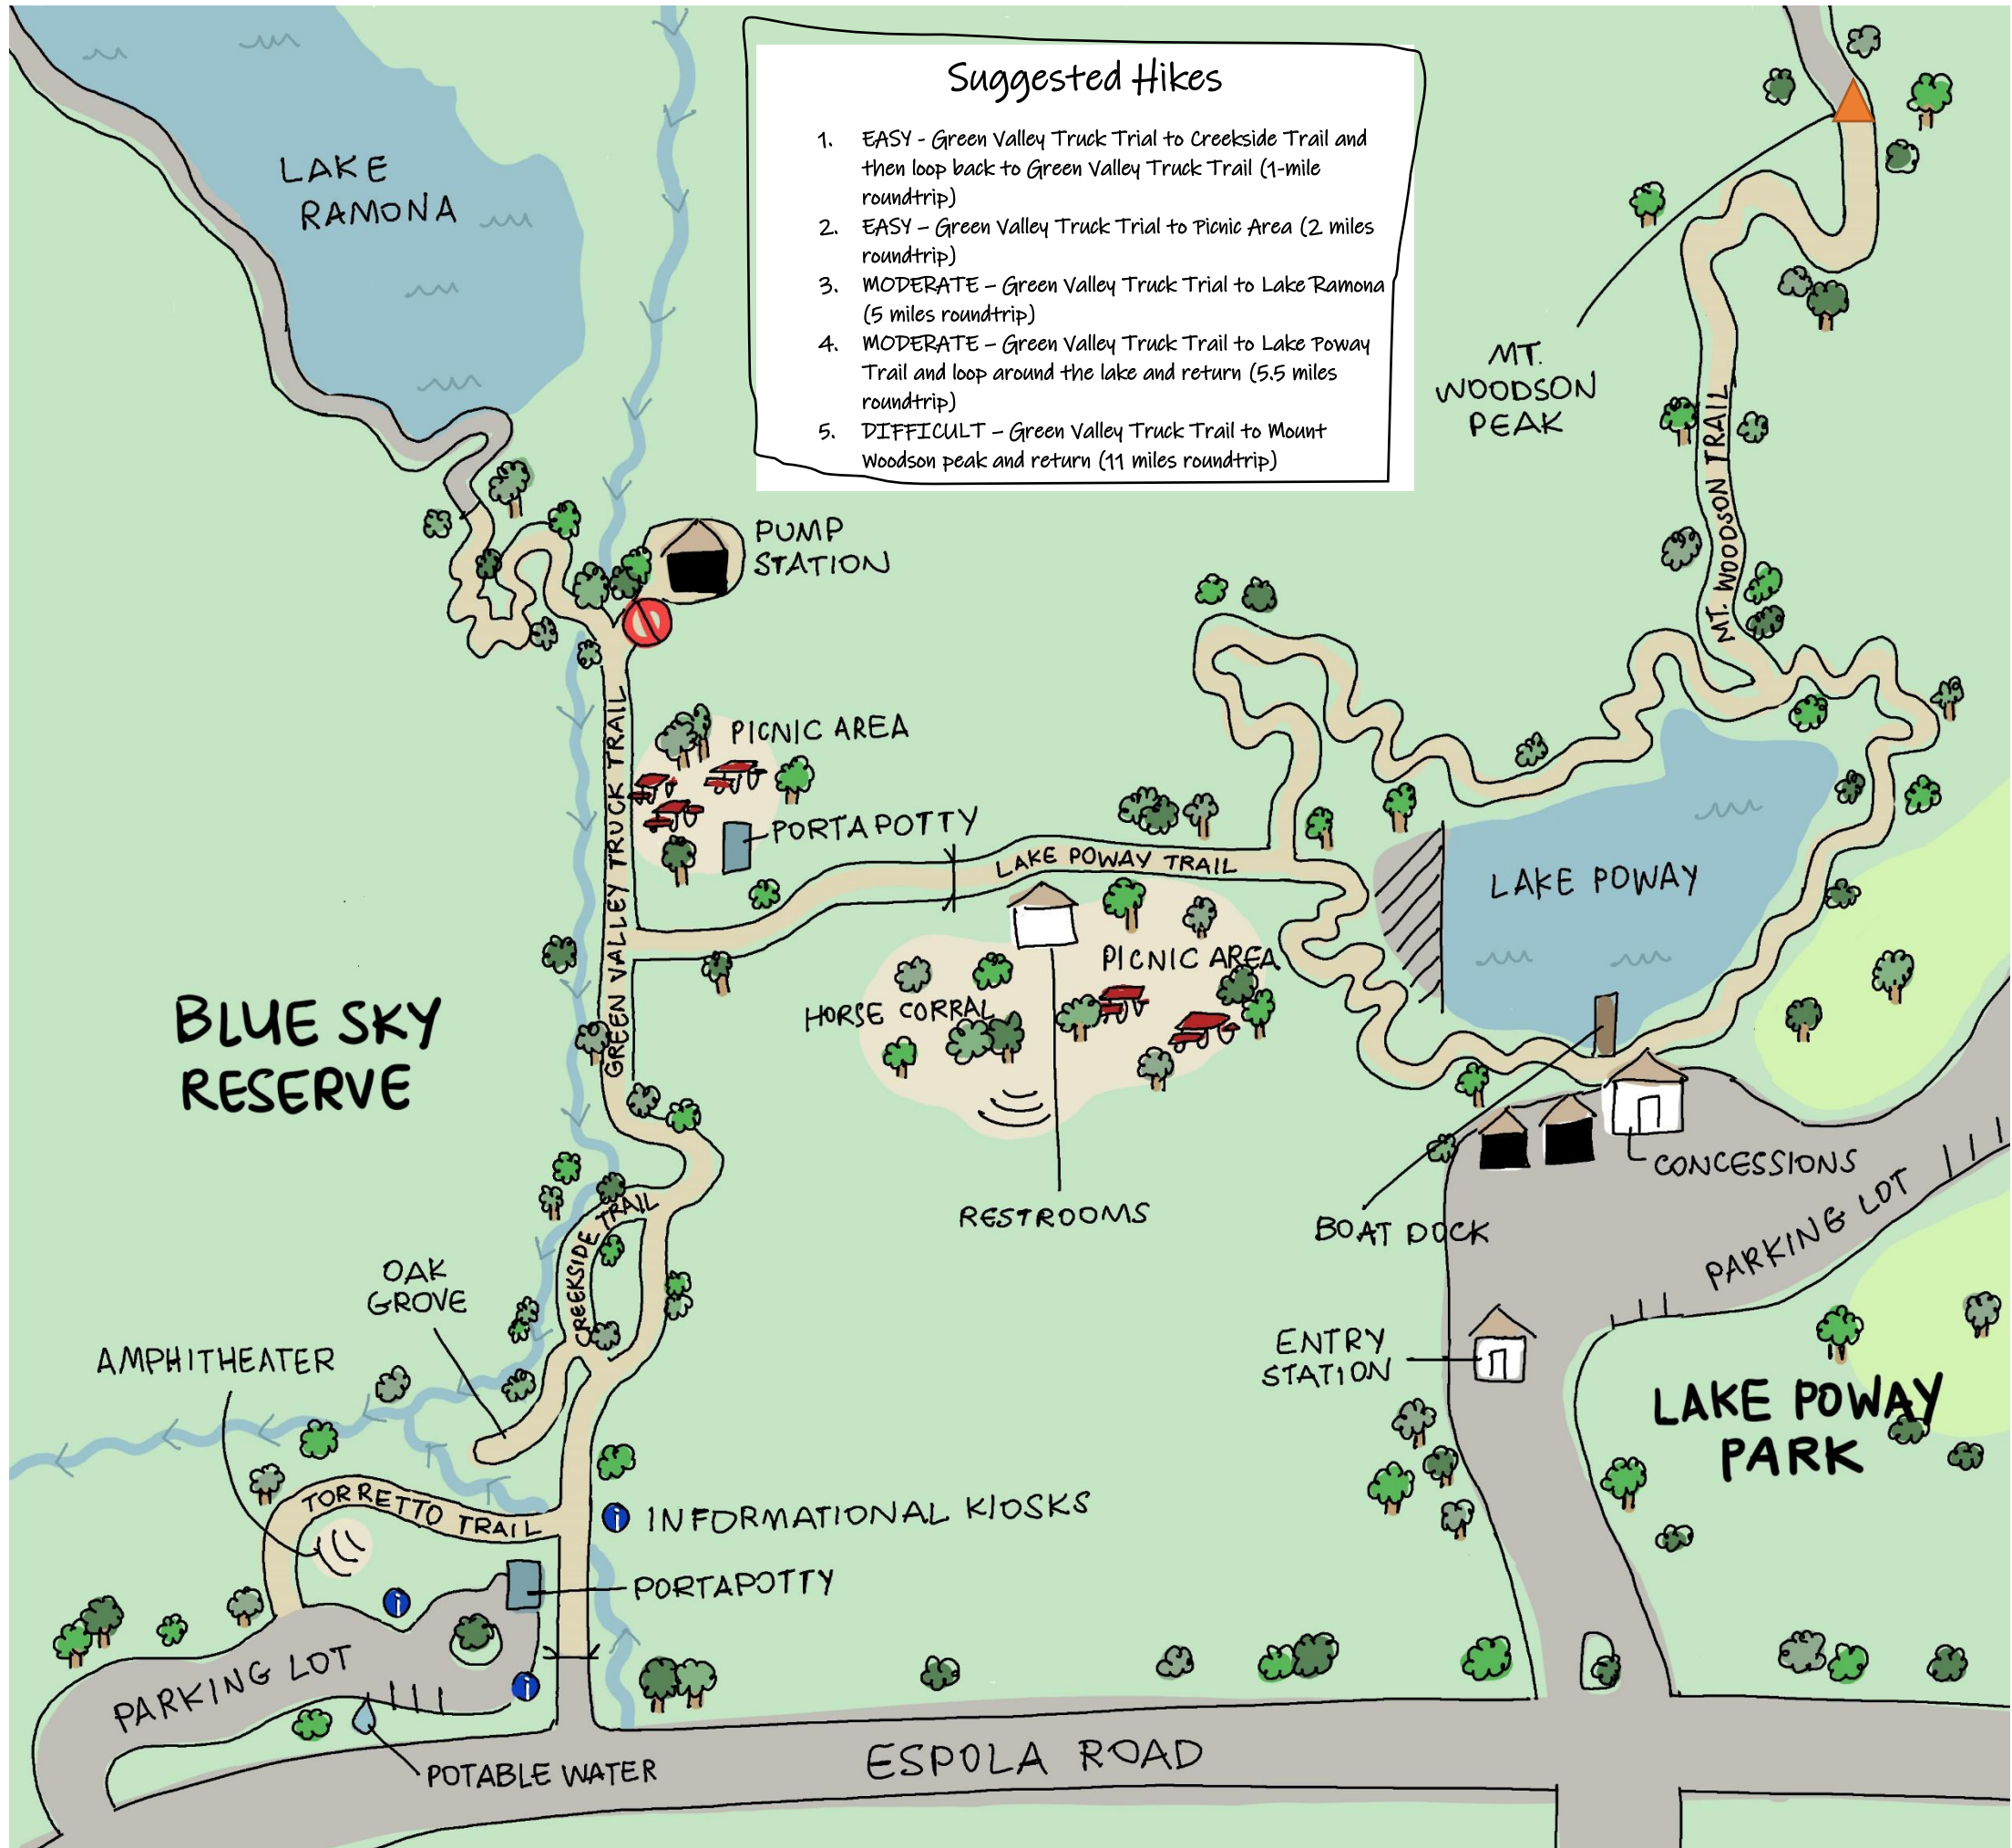 Suggested Hikes
1. EASY - Green Valley Truck Trial to Creekside Trail and
then loop back to Green Valley Truck Trail (1-mile
roundtrip)
2. EASY – Green Valley Truck Trial to Picnic Area (2 miles
roundtrip)
3. MODERATE – Green Valley Truck Trial to Lake Ramona
(5 miles roundtrip)
4. MODERATE – Green Valley Truck Trail to Lake Poway
Trail and loop around the lake and return (5.5 miles
roundtrip)
5. DIFFICULT – Green Valley Truck Trail to Mount
Woodson peak and return (11 miles roundtrip)
LAKE
RAMONA
MT.
WOODSON
PEAK
MT. WOODSON TRAIL
PUMP
STATION
GREEN VALLEY TRUCK TRAIL
PICNIC AREA
PORTAPOTTY
LAKE POWAY TRAIL
LAKE POWAY
PICNIC AREA
HORSE CORRAL
BLUE SKY
RESERVE
RESTROOMS
CONCESSIONS
BOAT DOCK
PARKING LOT
CREEKSIDE TRAIL
OAK
GROVE
AMPHITHEATER
ENTRY
STATION
LAKE POWAY
PARK
TORRETTO TRAIL
i INFORMATIONAL KIOSKS
PORTAPOTTY
i
PARKING LOT
i
POTABLE WATER
ESPOLA ROAD